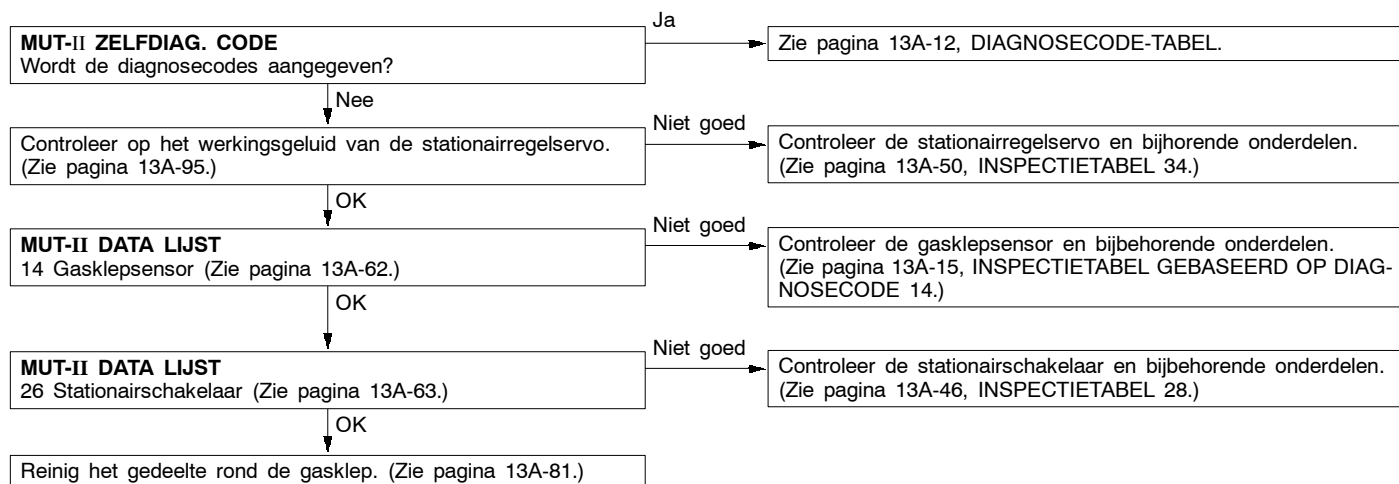 MUT-II ZELFDIAG. CODE
Wordt de diagnosecodes aangegeven?
Ja
Zie pagina 13A-12, DIAGNOSECODE-TABEL.
Nee
Controleer op het werkingsgeluid van de stationairregelservo.
(Zie pagina 13A-95.)
Niet goed
Controleer de stationairregelservo en bijhorende onderdelen.
(Zie pagina 13A-50, INSPECTIETABEL 34.)
OK
MUT-II DATA LIJST
14 Gasklepsensor (Zie pagina 13A-62.)
Niet goed
Controleer de gasklepsensor en bijbehorende onderdelen.
(Zie pagina 13A-15, INSPECTIETABEL GEBASEERD OP DIAG-
NOSECODE 14.)
OK
MUT-II DATA LIJST
26 Stationairschakelaar (Zie pagina 13A-63.)
Niet goed
Controleer de stationairschakelaar en bijbehorende onderdelen.
(Zie pagina 13A-46, INSPECTIETABEL 28.)
OK
Reinig het gedeelte rond de gasklep. (Zie pagina 13A-81.)